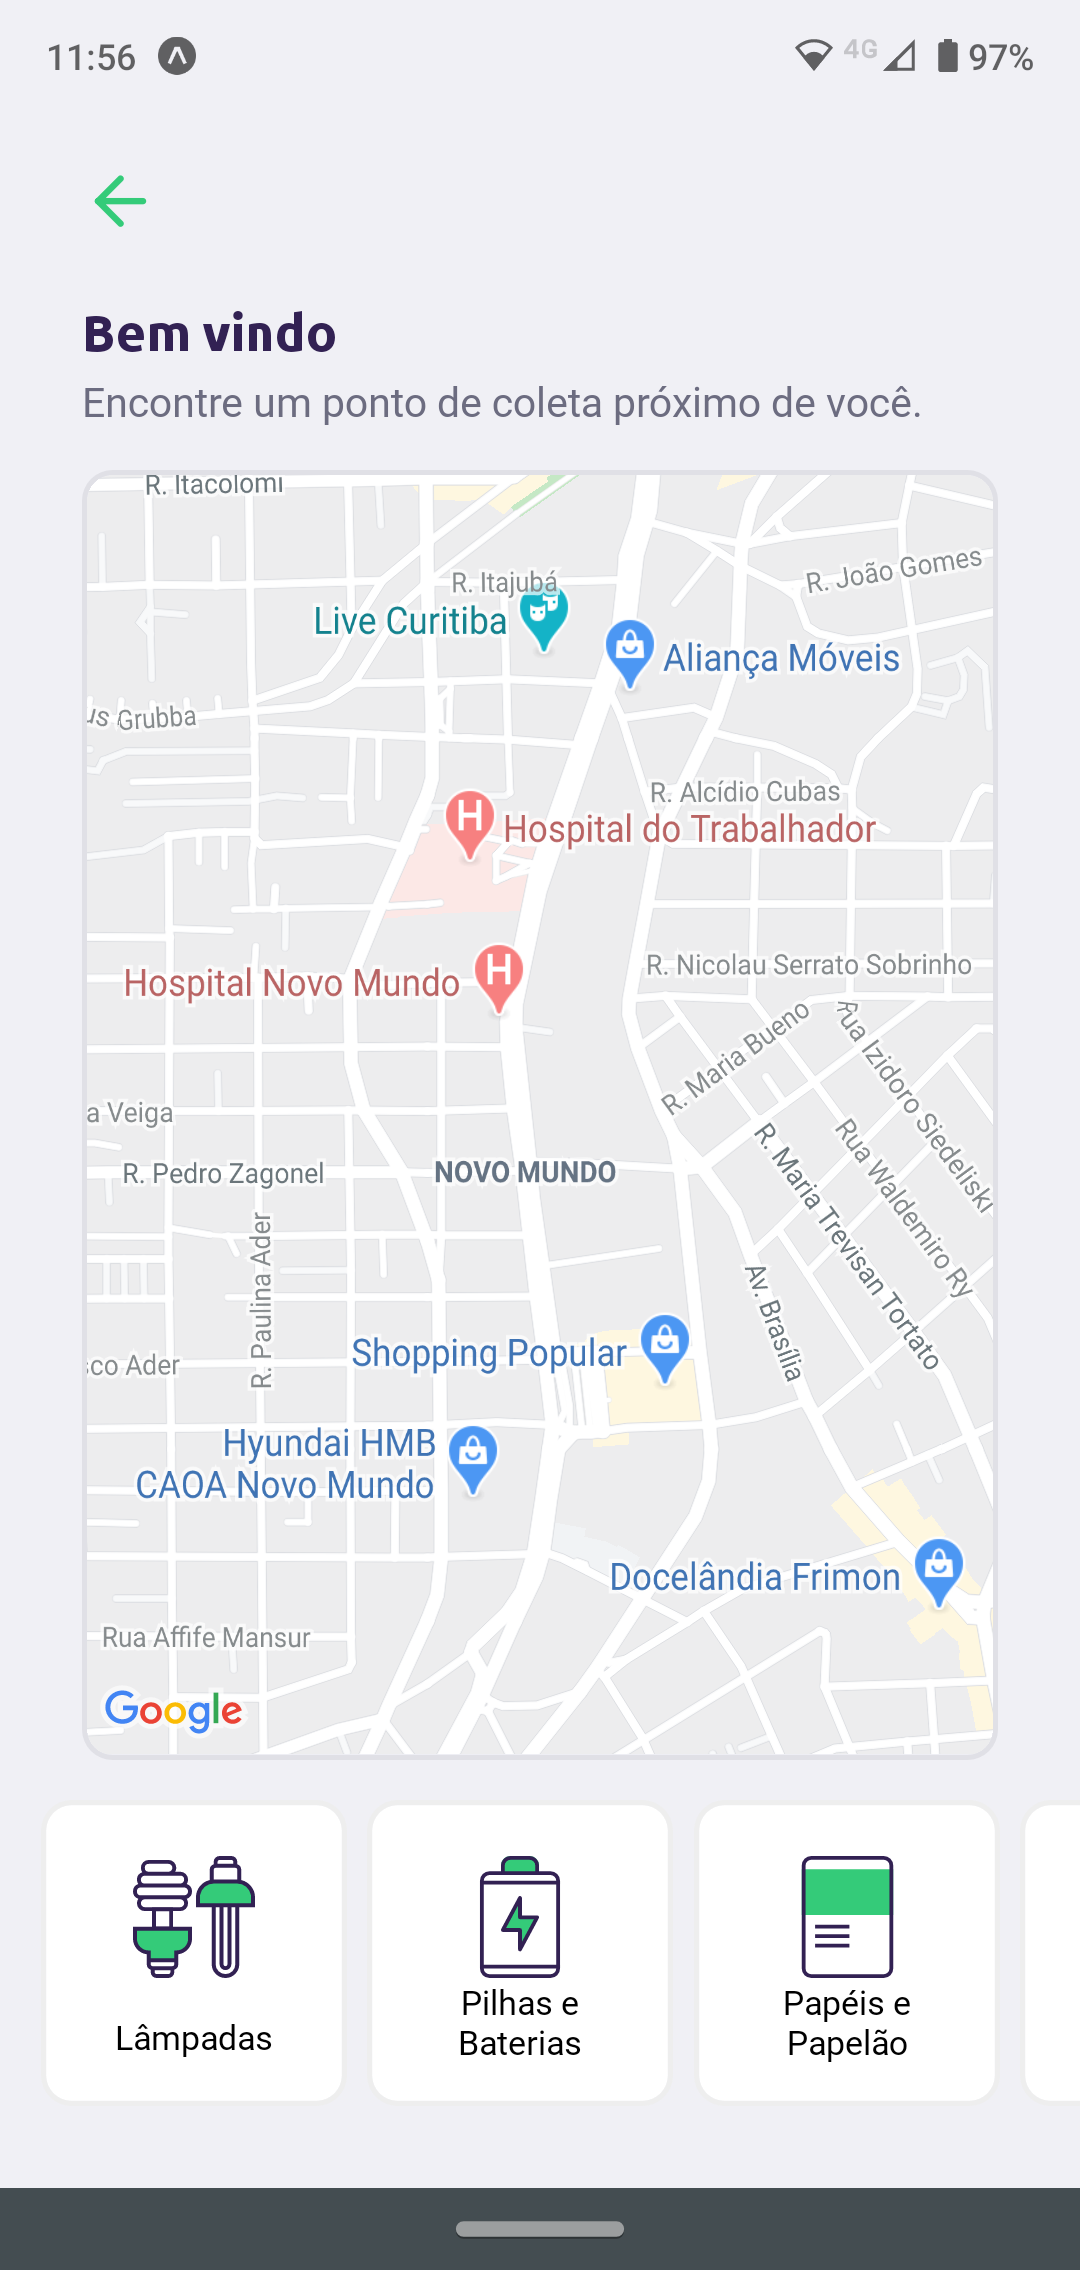 11:56
4G
97%
Bem vindo
Encontre um ponto de coleta próximo de você.
R. Itacolomi
R. Itajubá
R. João Gomes
Live Curitiba
Aliança Móveis
us Grubba
R. Alcídio Cubas
H
Hospital do Trabalhador
H
Hospital Novo Mundo
R. Nicolau Serrato Sobrinho
R. Maria Bueno
Rua Izidoro Siedeliski
a Veiga
Rua Waldemiro Ry
R. Maria Trevisan Tortato
R. Pedro Zagonel
NOVO MUNDO
R. Paulina Ader
Av. Brasília
Shopping Popular
sco Ader
Hyundai HMB
CAOA Novo Mundo
Docelândia Frimon
Rua Affife Mansur
Google
Lâmpadas
Pilhas e
Baterias
Papéis e
Papelão